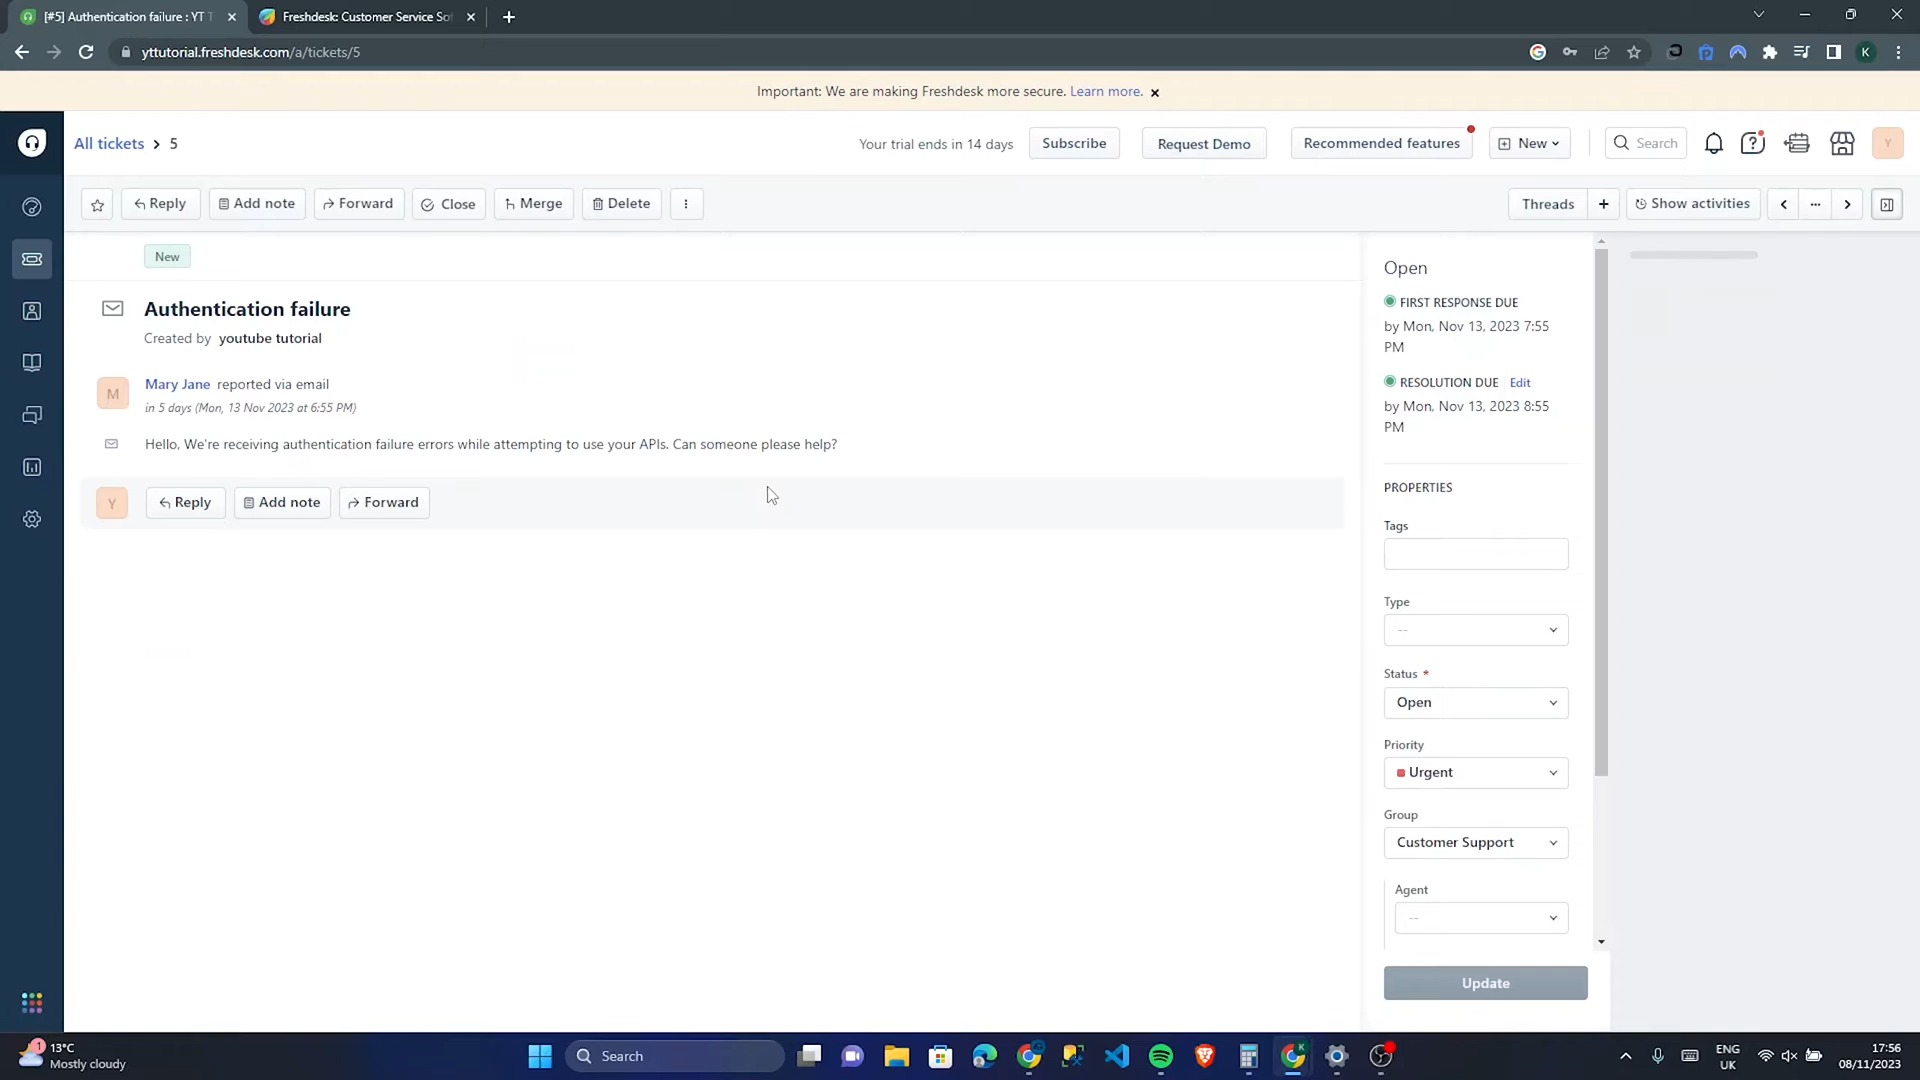 [#5] Authentication failure : YT T
Freshdesk: Customer Service So
yttutorial.freshdesk.com/a/tickets/5
K
Important: We are making Freshdesk more secure. Learn more.
All tickets > 5
Your trial ends in 14 days
Subscribe
Request Demo
Recommended features
New
Search
Y
Reply
Add note
Forward
Close
Merge
Delete
Threads
Show activities
New
Authentication failure
Created by youtube tutorial
M
Mary Jane reported via email
in 5 days (Mon, 13 Nov 2023 at 6:55 PM)
Hello, We're receiving authentication failure errors while attempting to use your APIs. Can someone please help?
Y
Reply
Add note
Forward
Open
FIRST RESPONSE DUE
by Mon, Nov 13, 2023 7:55
PM
RESOLUTION DUE Edit
by Mon, Nov 13, 2023 8:55
PM
PROPERTIES
Tags
Type
--
Status *
Open
Priority
Urgent
Group
Customer Support
Agent
--
Update
1
13°C
Mostly cloudy
Search
K
ENG
UK
17:56
08/11/2023